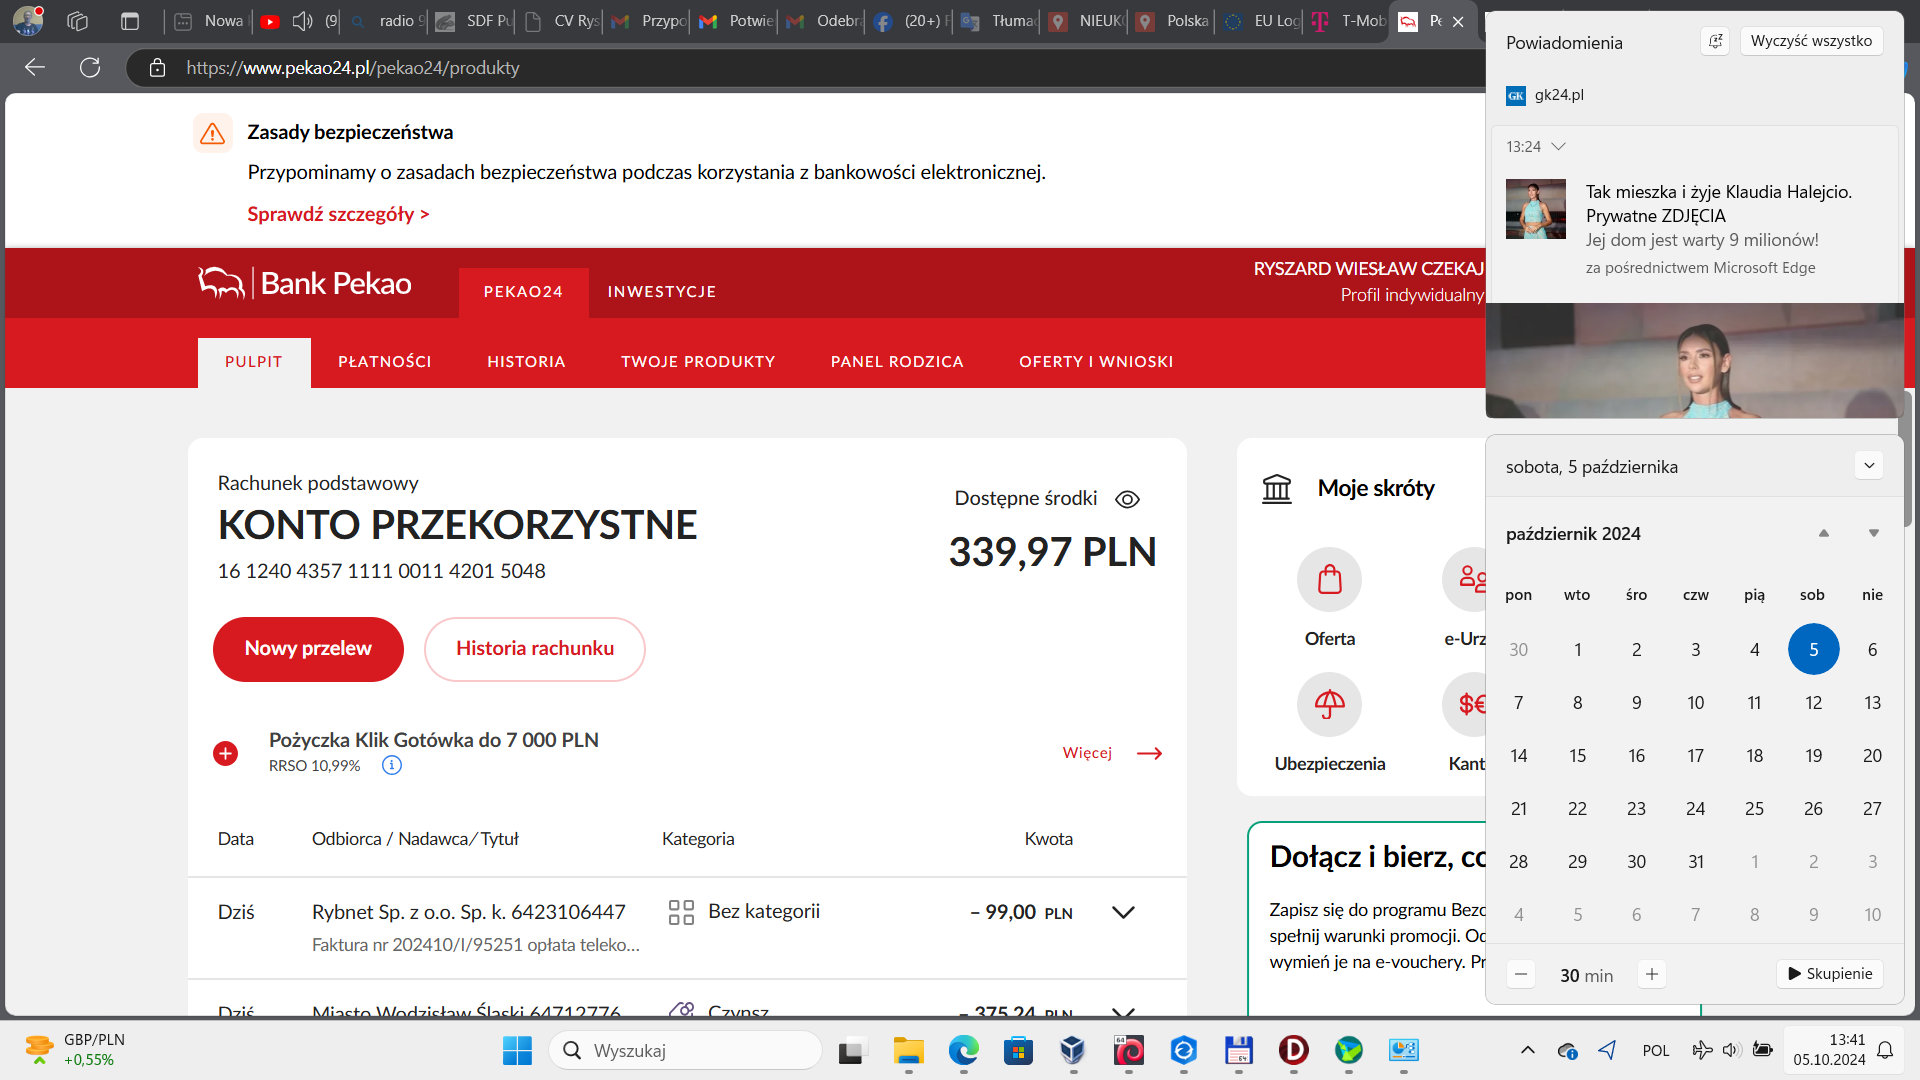 Nowa
(9
radio 9
SDF Pu
CV Rys
Przypo
Potwie
Odebra
(20+) F
Tłumac
NIEUK
Polska
EU Log
T-Mob
Pe
https://www.pekao24.pl/pekao24/produkty
Zasady bezpieczeństwa
Przypominamy o zasadach bezpieczeństwa podczas korzystania z bankowości elektronicznej.
Sprawdź szczegóły >
Bank Pekao
PEKAO24
INWESTYCJE
RYSZARD WIESŁAW CZEKAJ
Profil indywidualny
PULPIT
PŁATNOŚCI
HISTORIA
TWOJE PRODUKTY
PANEL RODZICA
OFERTY I WNIOSKI
Rachunek podstawowy
KONTO PRZEKORZYSTNE
16 1240 4357 1111 0011 4201 5048
Dostępne środki
339,97 PLN
Nowy przelew
Historia rachunku
Pożyczka Klik Gotówka do 7 000 PLN
RRSO 10,99%
Więcej
Data
Odbiorca / Nadawca/Tytuł
Kategoria
Kwota
Dziś
Rybnet Sp. z o.o. Sp. k. 6423106447
Bez kategorii
– 99,00 PLN
Faktura nr 202410/I/95251 opłata teleko...
Dziś
Miasto Wodzisław Śląski 64712776
Czynsz
– 375,24 PLN
Moje skróty
Oferta
e-Urz
Ubezpieczenia
Kant
Dołącz i bierz, co
Zapisz się do programu Bezc
spełnij warunki promocji. Od
wymień je na e-vouchery. Pr
Powiadomienia
Wyczyść wszystko
GK gk24.pl
13:24
Tak mieszka i żyje Klaudia Halejcio.
Prywatne ZDJĘCIA
Jej dom jest warty 9 milionów!
za pośrednictwem Microsoft Edge
sobota, 5 października
październik 2024
pon wto śro czw pią sob nie
30 1 2 3 4 5 6
7 8 9 10 11 12 13
14 15 16 17 18 19 20
21 22 23 24 25 26 27
28 29 30 31 1 2 3
4 5 6 7 8 9 10
30 min
Skupienie
GBP/PLN
+0,55%
Wyszukaj
64
64
POL
13:41
05.10.2024